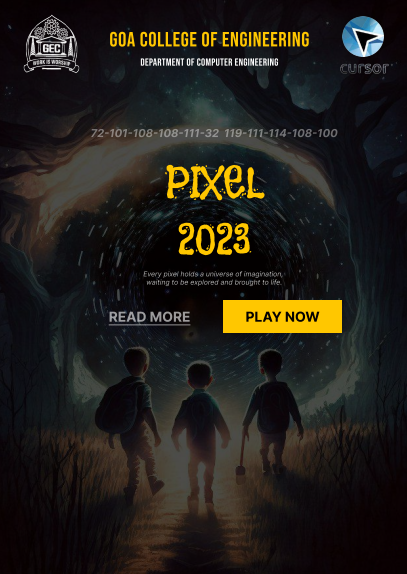 GOA COLLEGE OF ENGINEERING
DEPARTMENT OF COMPUTER ENGINEERING
GEC
WORK IS WORSHIP
cursor
72-101-108-108-111-32 119-111-114-108-100
PIXEL
2023
Every pixel holds a universe of imagination,
waiting to be explored and brought to life.
READ MORE
PLAY NOW